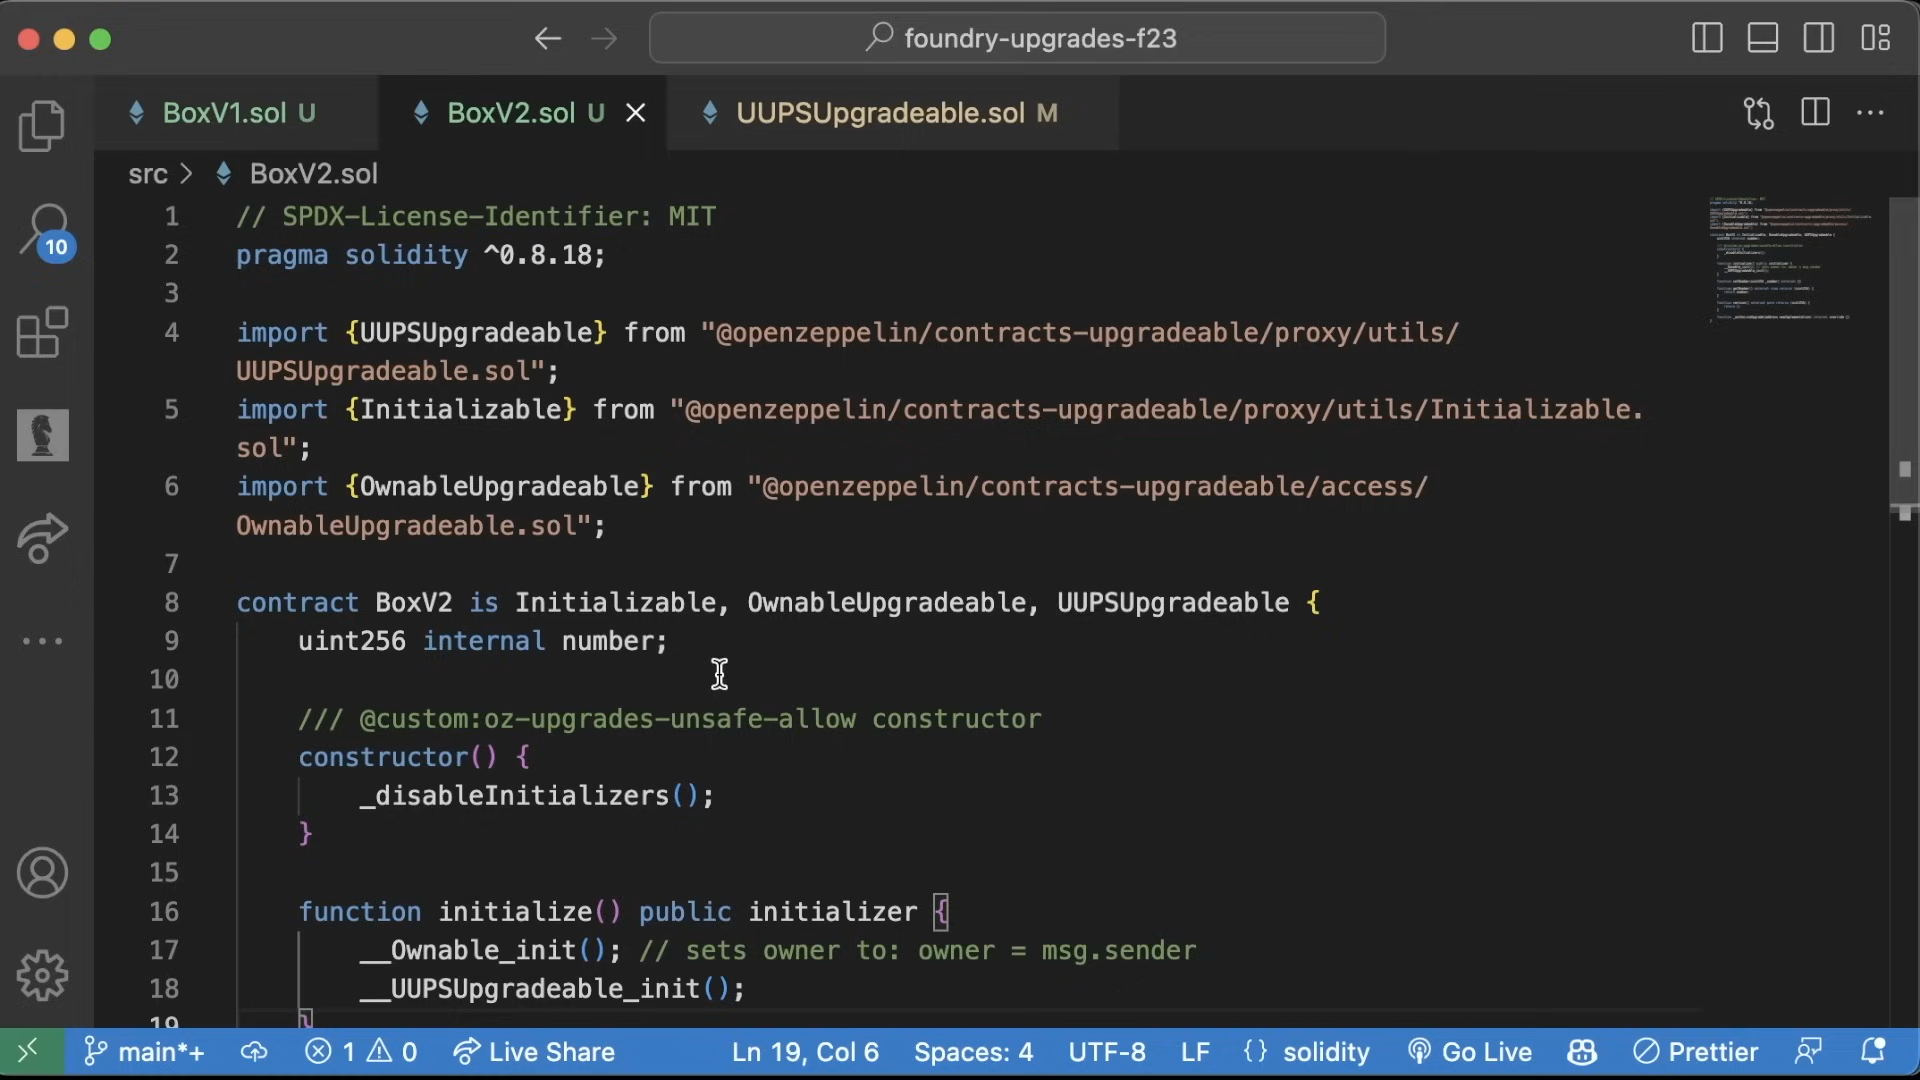 foundry-upgrades-f23
BoxV1.sol U
BoxV2.sol U
UUPSUpgradeable.sol M
src > BoxV2.sol
10
1 // SPDX-License-Identifier: MIT
2 pragma solidity ^0.8.18;
3
4 import {UUPSUpgradeable} from "@openzeppelin/contracts-upgradeable/proxy/utils/
UUPSUpgradeable.sol";
5 import {Initializable} from "@openzeppelin/contracts-upgradeable/proxy/utils/Initializable.
sol";
6 import {OwnableUpgradeable} from "@openzeppelin/contracts-upgradeable/access/
OwnableUpgradeable.sol";
7
8 contract BoxV2 is Initializable, OwnableUpgradeable, UUPSUpgradeable {
9 uint256 internal number;
10
11 /// @custom:oz-upgrades-unsafe-allow constructor
12 constructor() {
13 _disableInitializers();
14 }
15
16 function initialize() public initializer {
17 __Ownable_init(); // sets owner to: owner = msg.sender
18 __UUPSUpgradeable_init();
19 }
main*+ 1 0 Live Share Ln 19, Col 6 Spaces: 4 UTF-8 LF {} solidity Go Live Prettier